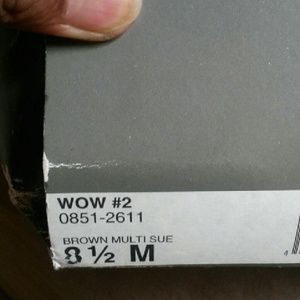 WOW #2
0851-2611
BROWN MULTI SUE
8 ½ M